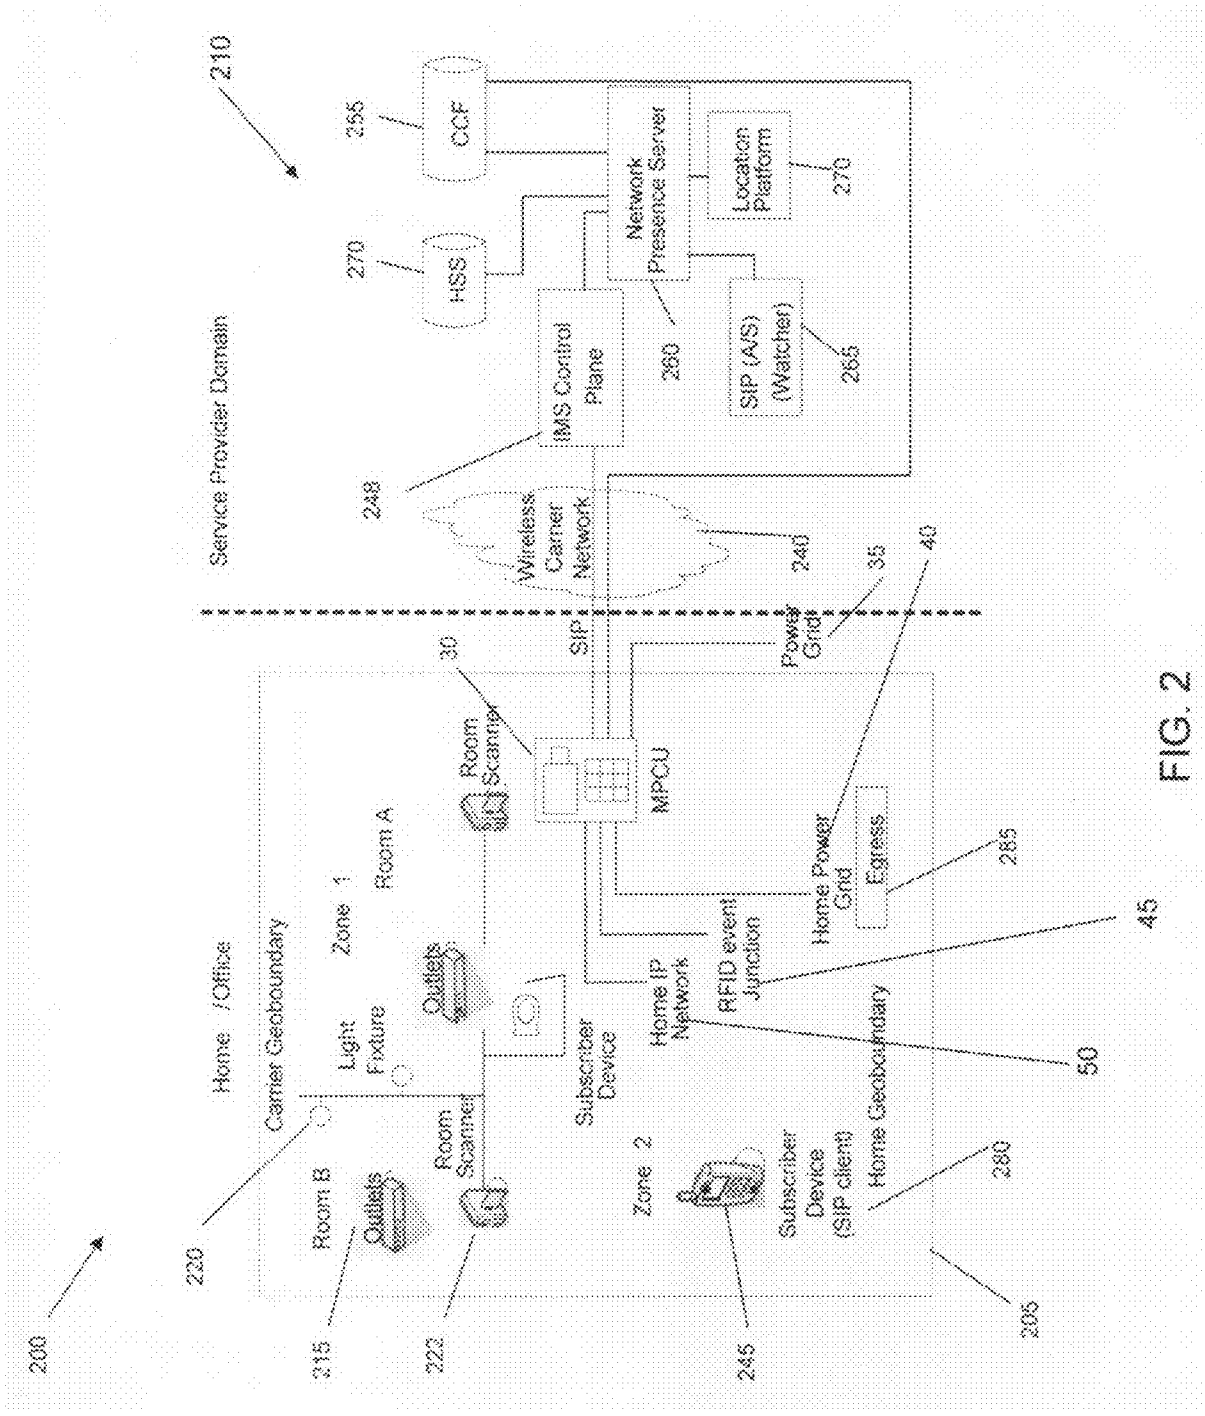 200
210
Home /Office
Service Provider Domain
Carrier Geoboundary
220
215
222
245
205
280
Room B
Outlets
Room
Scanner
Light
Fixture
Zone 1
Room A
Outlets
Room
Scanner
30
Subscriber
Device
Zone 2
Subscriber
Device
(SIP client)
Home Geoboundary
Home IP
Network
50
RFID event
Junction
45
Home Power
Grid
40
Egress
285
MPCU
SIP
Power
Grid
35
Wireless
Carrier
Network
240
248
IMS Control
Plane
HSS
270
CCF
255
Network
Presence Server
260
SIP (A/S)
(Watcher)
265
Location
Platform
270
FIG. 2